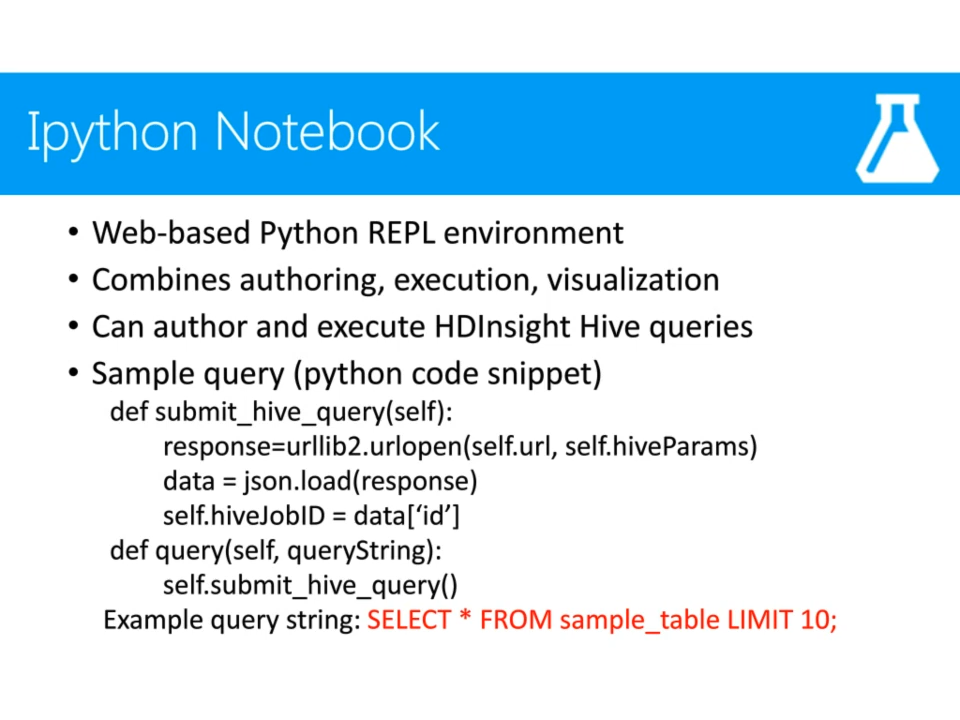 Ipython Notebook
• Web-based Python REPL environment
• Combines authoring, execution, visualization
• Can author and execute HDInsight Hive queries
• Sample query (python code snippet)
def submit_hive_query(self):
response=urllib2.urlopen(self.url, self.hiveParams)
data = json.load(response)
self.hiveJobID = data[‘id’]
def query(self, queryString):
self.submit_hive_query()
Example query string: SELECT * FROM sample_table LIMIT 10;